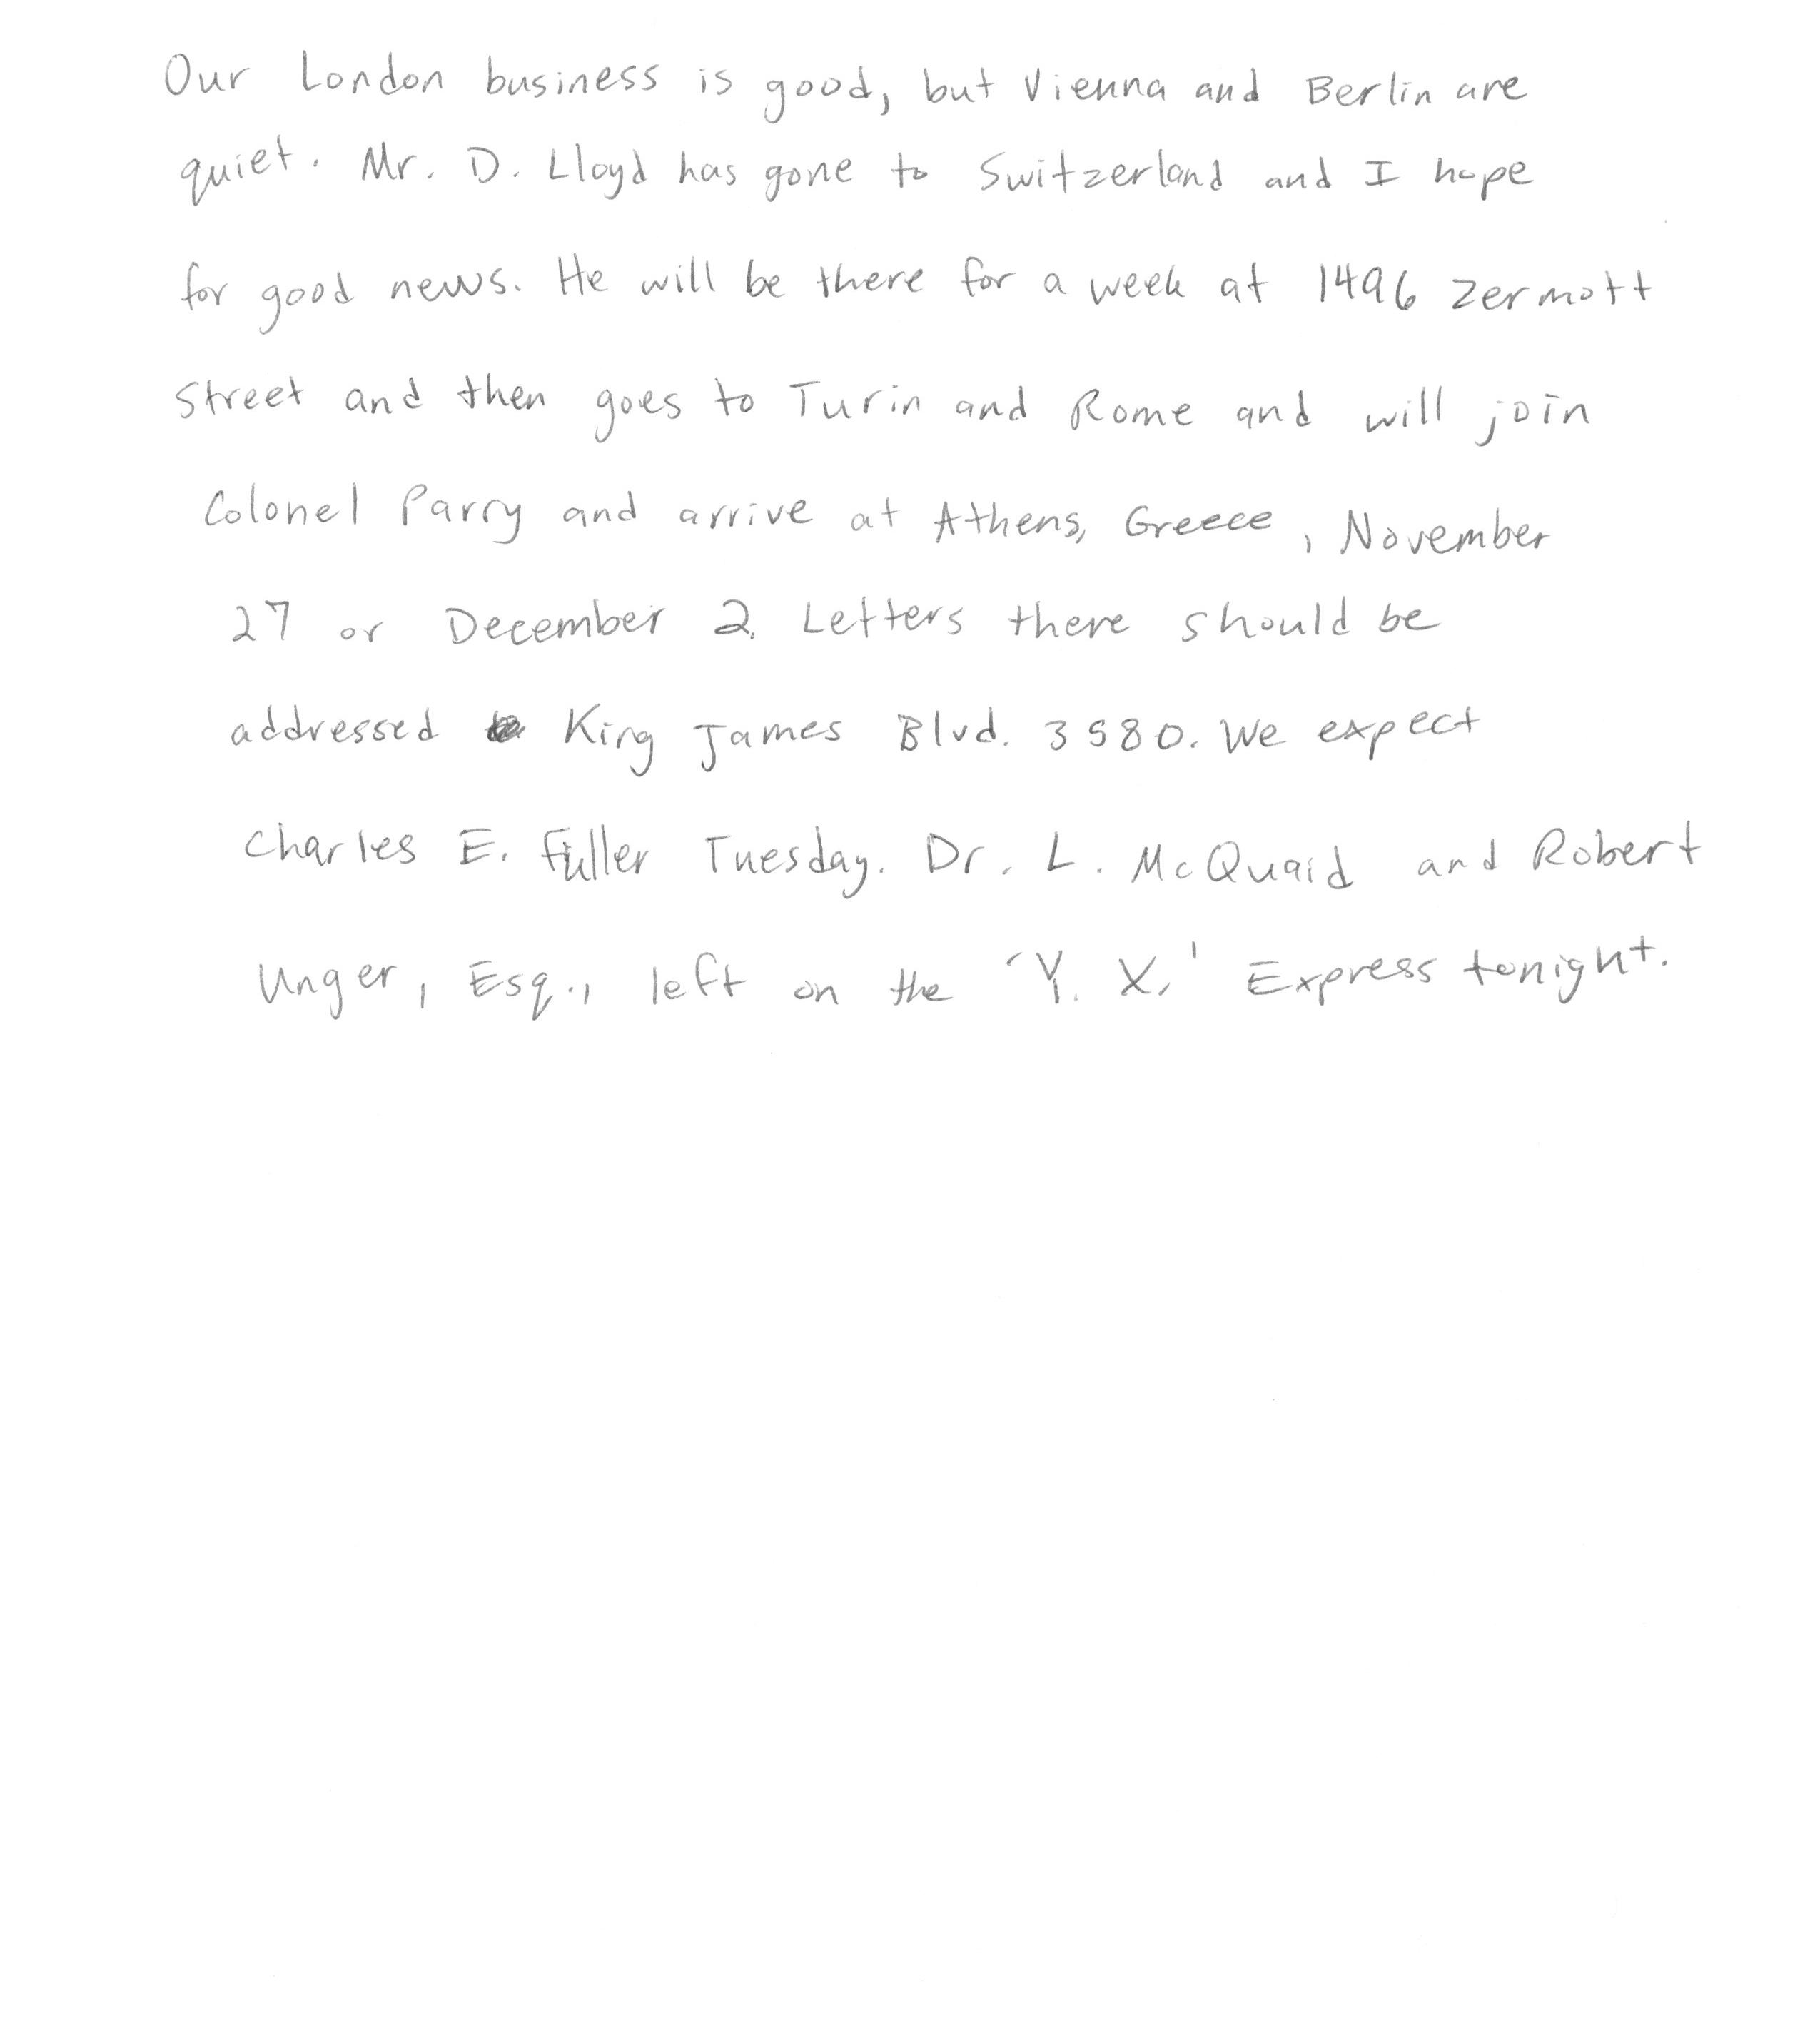 Our London business is good, but Vienna and Berlin are
quiet. Mr. D. Lloyd has gone to Switzerland and I hope
for good news. He will be there for a week at 1496 Zermott
Street and then goes to Turin and Rome and will join
Colonel Parry and arrive at Athens, Greece, November
27 or December 2. Letters there should be
addressed King James Blvd. 3580. We expect
Charles E. Fuller Tuesday. Dr. L. McQuaid and Robert
Unger, Esq., left on the 'Y. X.' Express tonight.